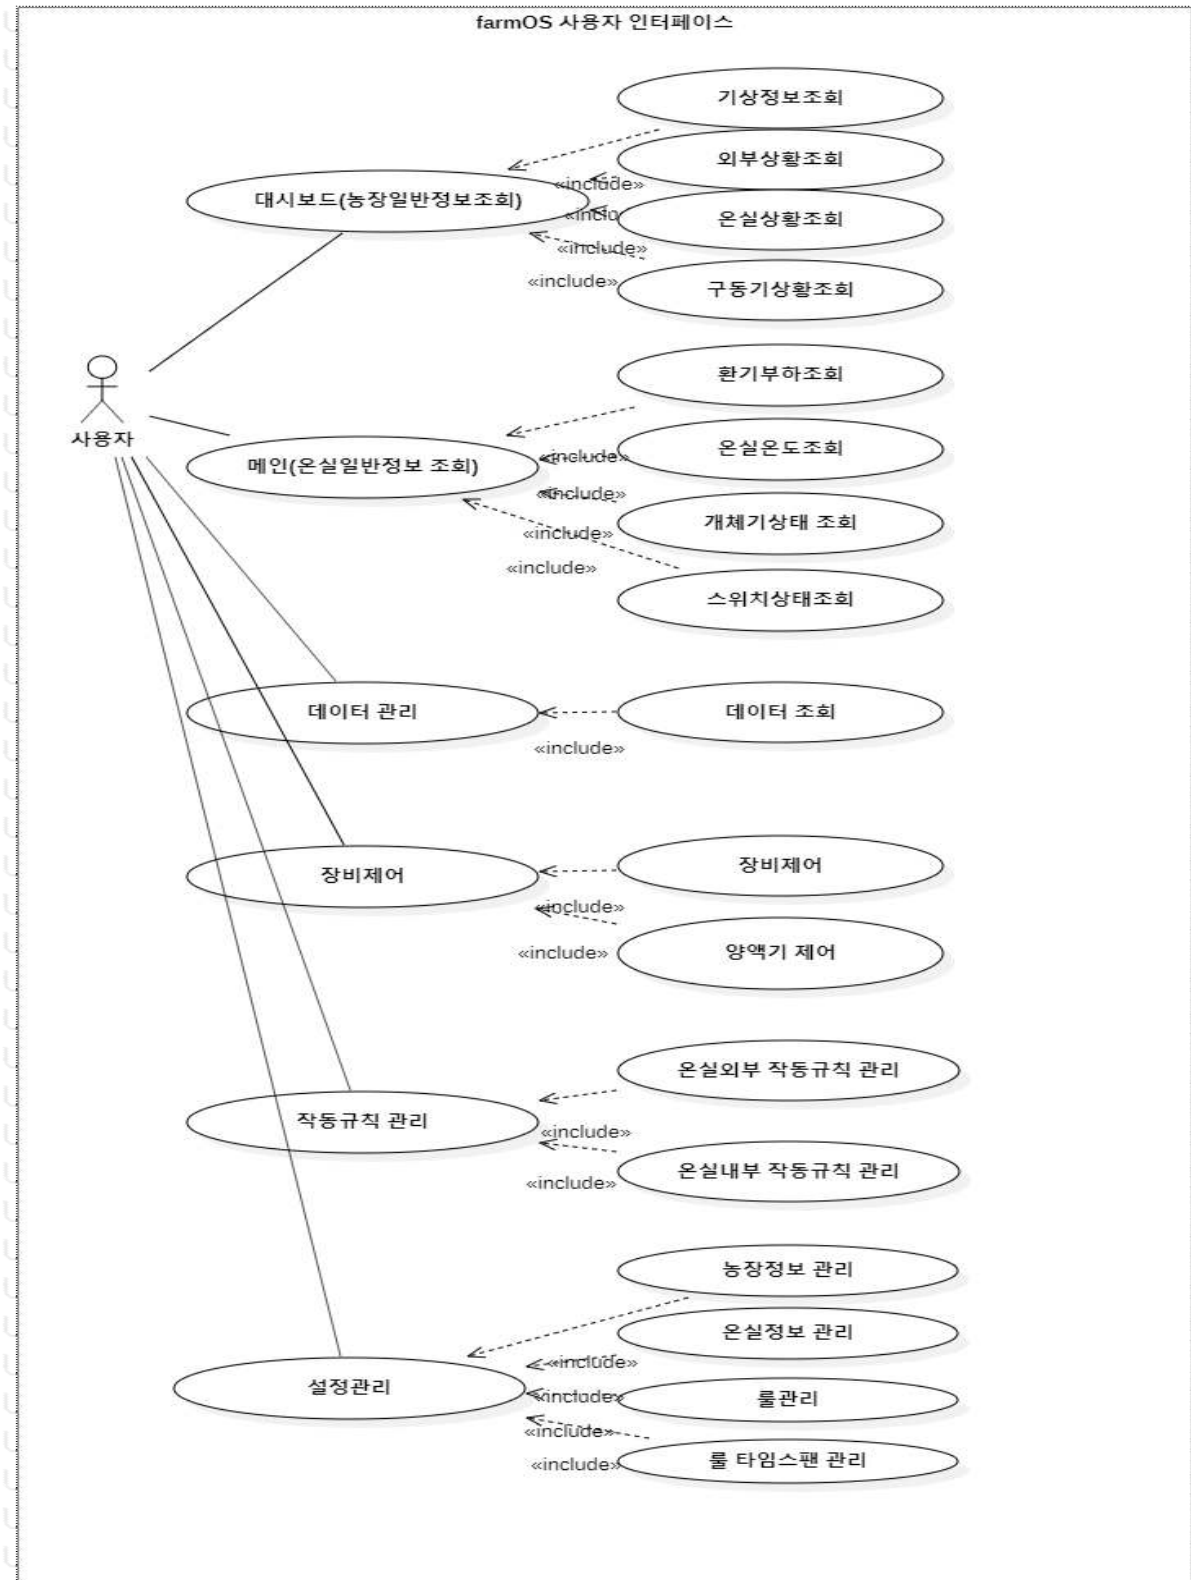 farmOS 사용자 인터페이스
기상정보조회
외부상황조회
대시보드(농장일반정보조회)
«include»
«inclu
온실상황조회
«include»
«include»
구동기상황조회
환기부하조회
사용자
메인(온실일반정보 조회)
«include»
온실온도조회
«include»
개체기상태 조회
«include»
«include»
스위치상태조회
데이터 관리
데이터 조회
«include»
장비제어
장비제어
«include»
«include»
양액기 제어
온실외부 작동규칙 관리
작동규칙 관리
«include»
온실내부 작동규칙 관리
«include»
농장정보 관리
온실정보 관리
«include»
설정관리
«include»
룰관리
«include»
«include»
룰 타임스팬 관리